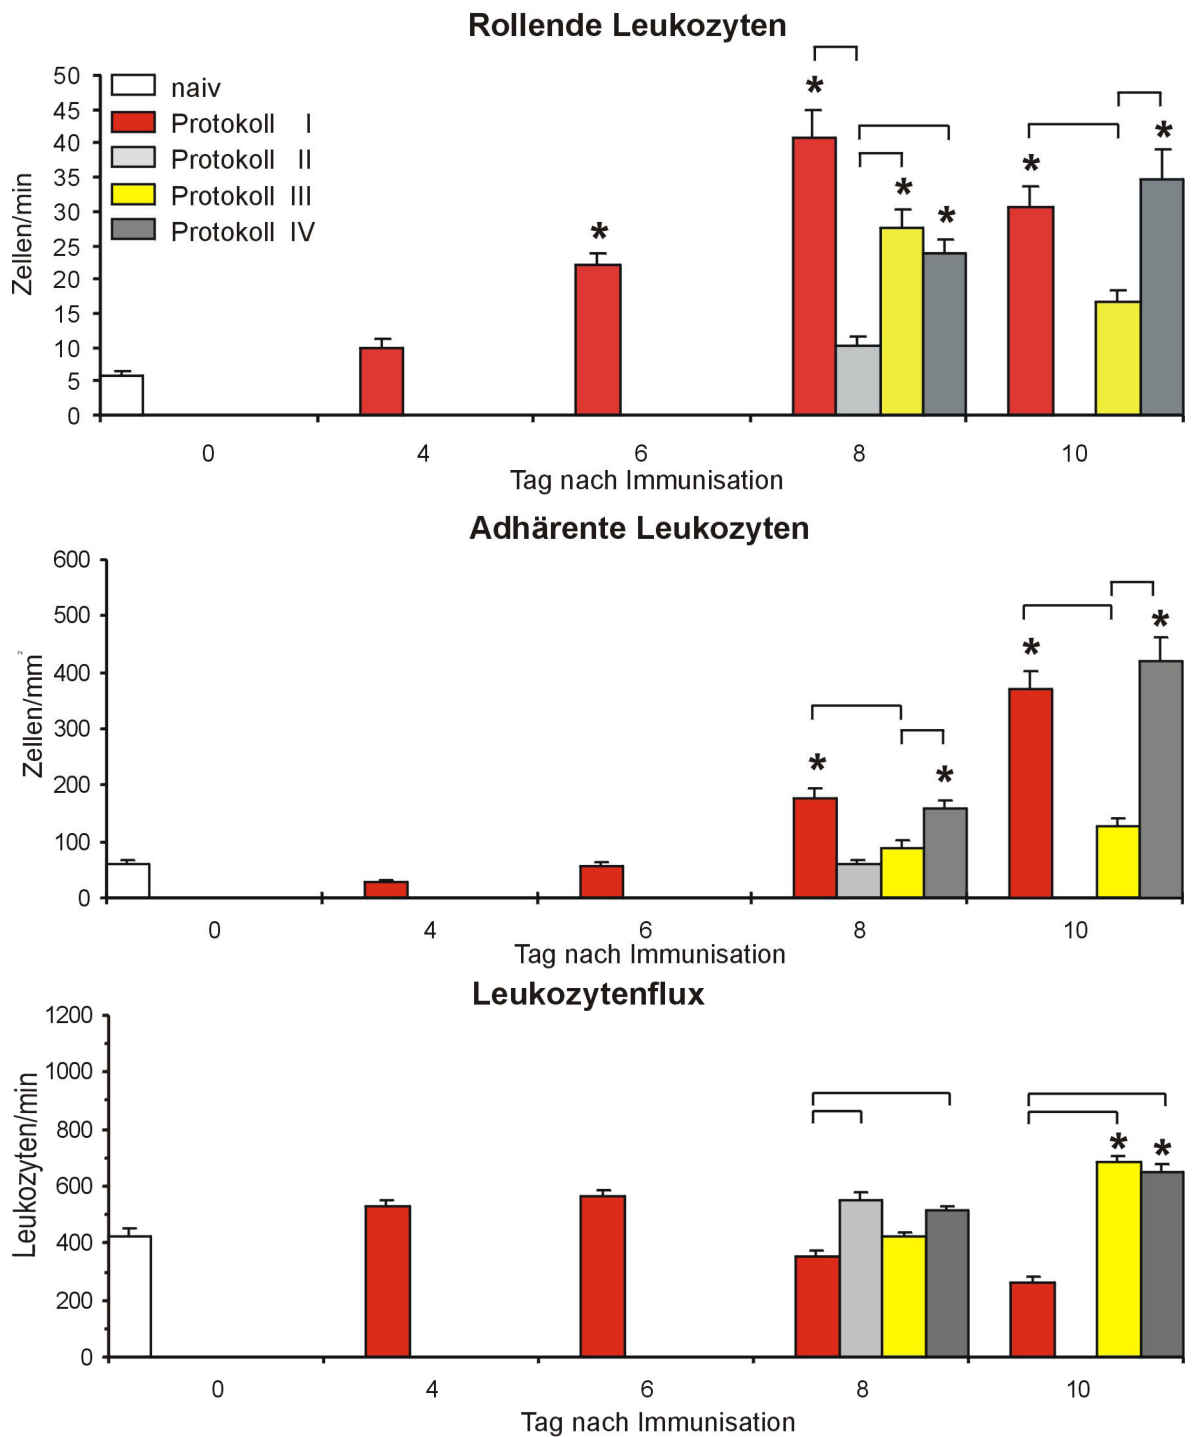 Rollende Leukozyten
*
*
*
*
*
*
*
50
45
40
35
30
25
20
15
10
5
0
Zellen/min
naiv
Protokoll I
Protokoll II
Protokoll III
Protokoll IV
0 4 6 8 10
Tag nach Immunisation
Adhärente Leukozyten
600
500
400
300
200
100
0
Zellen/mm²
*
*
*
*
0 4 6 8 10
Tag nach Immunisation
Leukozytenflux
1200
1000
800
600
400
200
0
Leukozyten/min
*
*
0 4 6 8 10
Tag nach Immunisation